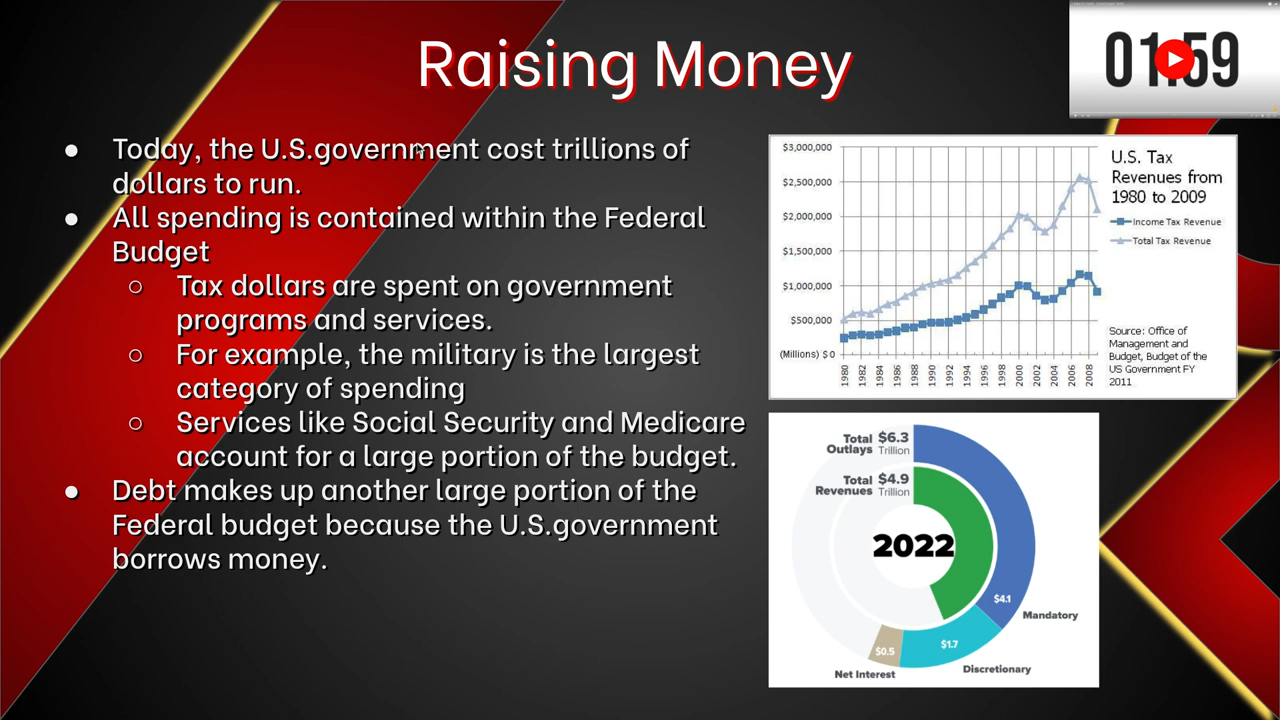 Raising Money
01:59
● Today, the U.S.government cost trillions of
dollars to run.
● All spending is contained within the Federal
Budget
○ Tax dollars are spent on government
programs and services.
○ For example, the military is the largest
category of spending
○ Services like Social Security and Medicare
account for a large portion of the budget.
● Debt makes up another large portion of the
Federal budget because the U.S.government
borrows money.
$3,000,000
$2,500,000
$2,000,000
$1,500,000
$1,000,000
$500,000
(Millions) $0
1980 1982 1984 1986 1988 1990 1992 1994 1996 1998 2000 2002 2004 2006 2008
U.S. Tax
Revenues from
1980 to 2009
Income Tax Revenue
Total Tax Revenue
Source: Office of
Management and
Budget, Budget of the
US Government FY
2011
Total Outlays $6.3 Trillion
Total Revenues $4.9 Trillion
2022
$4.1
Mandatory
$1.7
Discretionary
$0.5
Net Interest